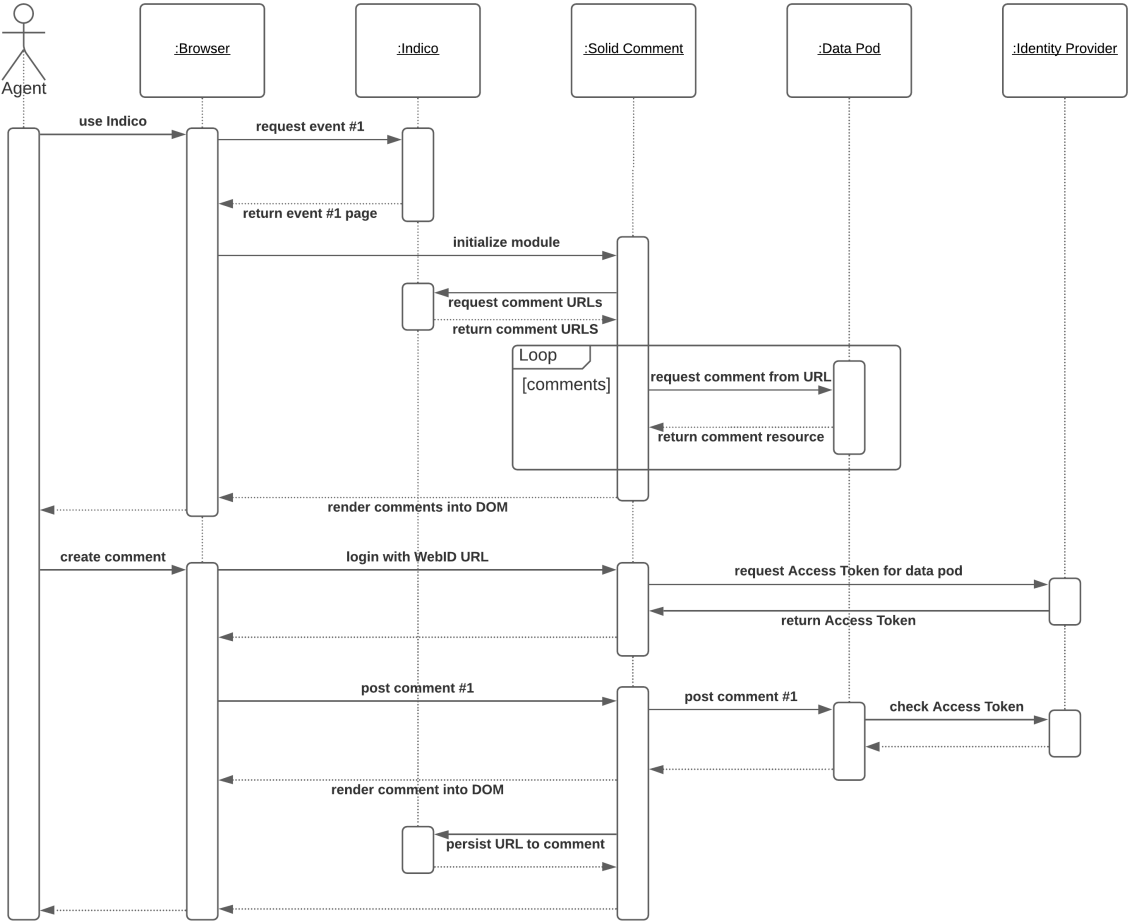 :Browser
:Indico
:Solid Comment
:Data Pod
:Identity Provider
Agent
use Indico
request event #1
return event #1 page
initialize module
request comment URLs
return comment URLS
Loop
[comments]
request comment from URL
return comment resource
render comments into DOM
create comment
login with WebID URL
request Access Token for data pod
return Access Token
post comment #1
post comment #1
check Access Token
render comment into DOM
persist URL to comment